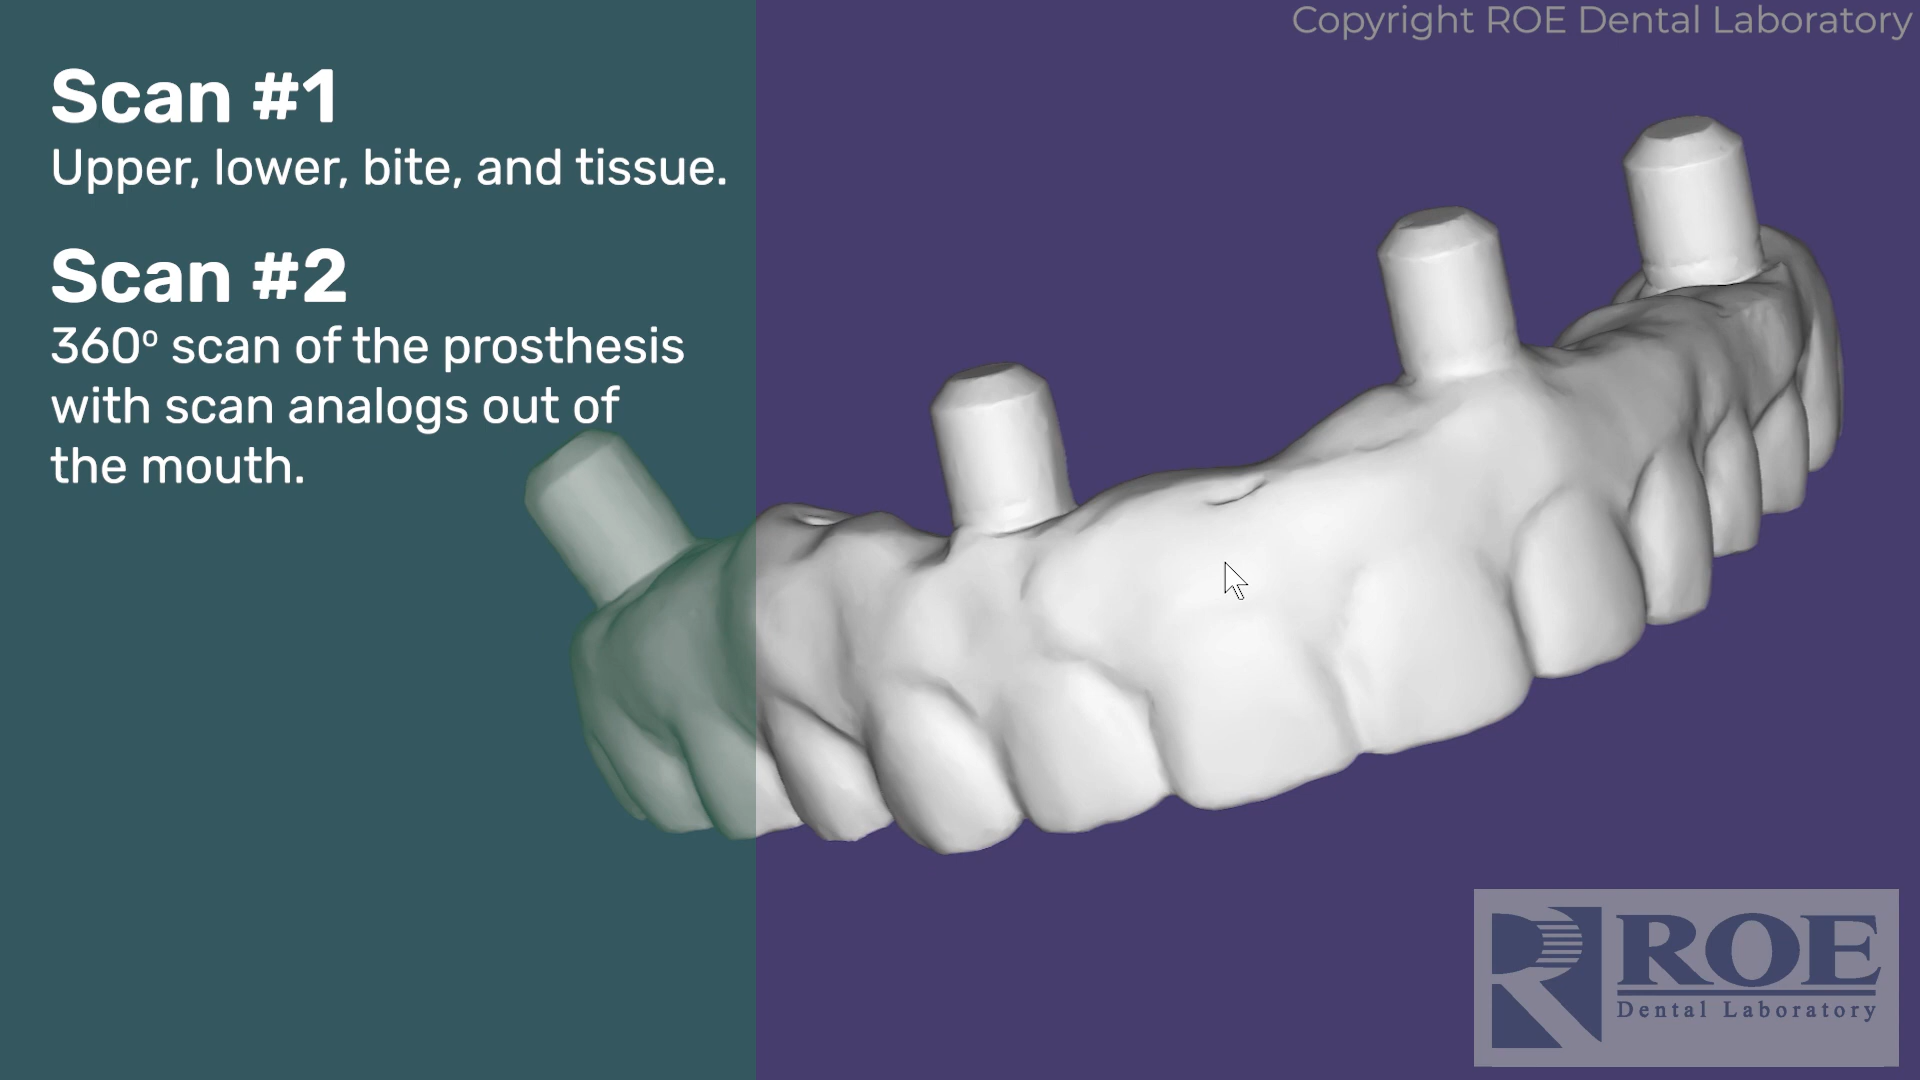 Copyright ROE Dental Laboratory
Scan #1
Upper, lower, bite, and tissue.
Scan #2
360º scan of the prosthesis
with scan analogs out of
the mouth.
ROE
Dental Laboratory